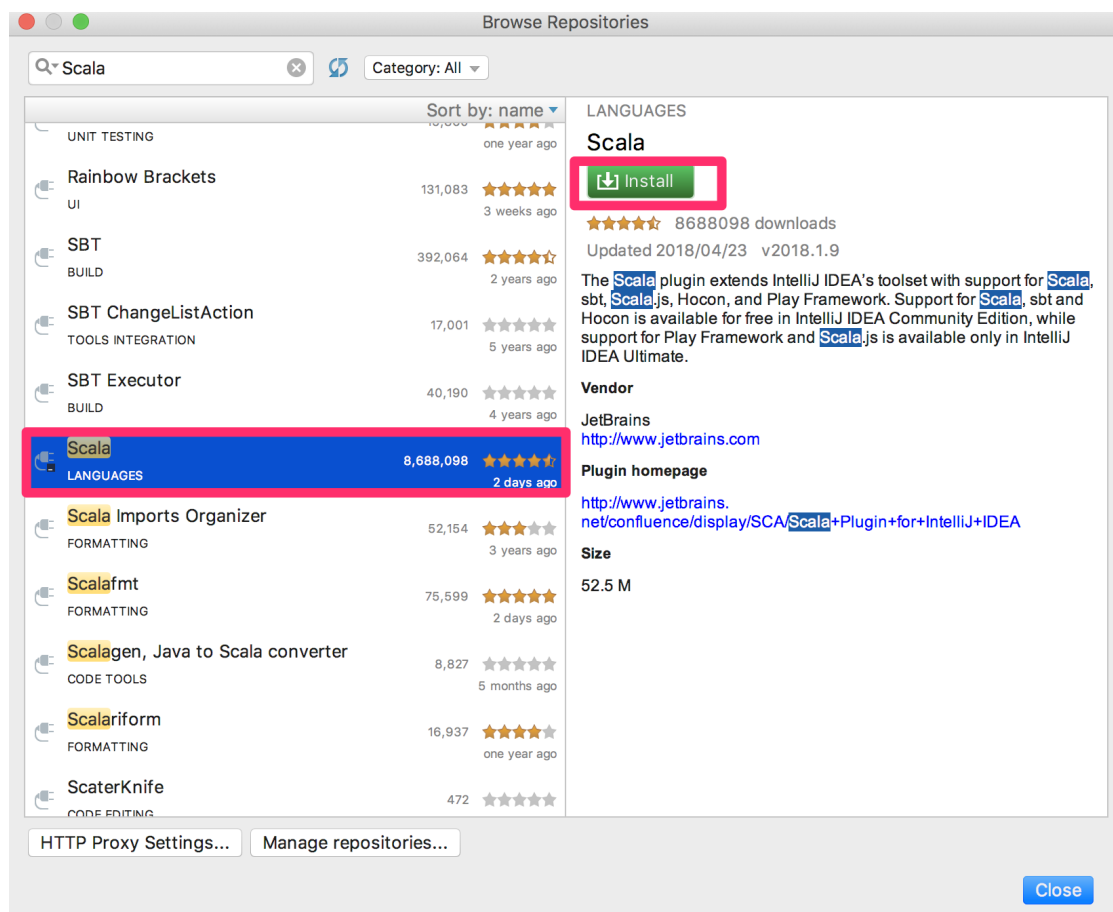 Browse Repositories
Scala
Category: All
Sort by: name
UNIT TESTING
one year ago
Rainbow Brackets
131,083
UI
3 weeks ago
SBT
392,064
BUILD
2 years ago
SBT ChangeListAction
17,001
TOOLS INTEGRATION
5 years ago
SBT Executor
40,190
BUILD
4 years ago
Scala
8,688,098
LANGUAGES
2 days ago
Scala Imports Organizer
52,154
FORMATTING
3 years ago
Scalafmt
75,599
FORMATTING
2 days ago
Scalagen, Java to Scala converter
8,827
CODE TOOLS
5 months ago
Scalariform
16,937
FORMATTING
one year ago
ScaterKnife
472
CODE EDITING
LANGUAGES
Scala
Install
8688098 downloads
Updated 2018/04/23 v2018.1.9
The Scala plugin extends IntelliJ IDEA's toolset with support for Scala,
sbt, Scala.js, Hocon, and Play Framework. Support for Scala, sbt and
Hocon is available for free in IntelliJ IDEA Community Edition, while
support for Play Framework and Scala.js is available only in IntelliJ
IDEA Ultimate.
Vendor
JetBrains
http://www.jetbrains.com
Plugin homepage
http://www.jetbrains.
net/confluence/display/SCA/Scala+Plugin+for+IntelliJ+IDEA
Size
52.5 M
HTTP Proxy Settings...
Manage repositories...
Close